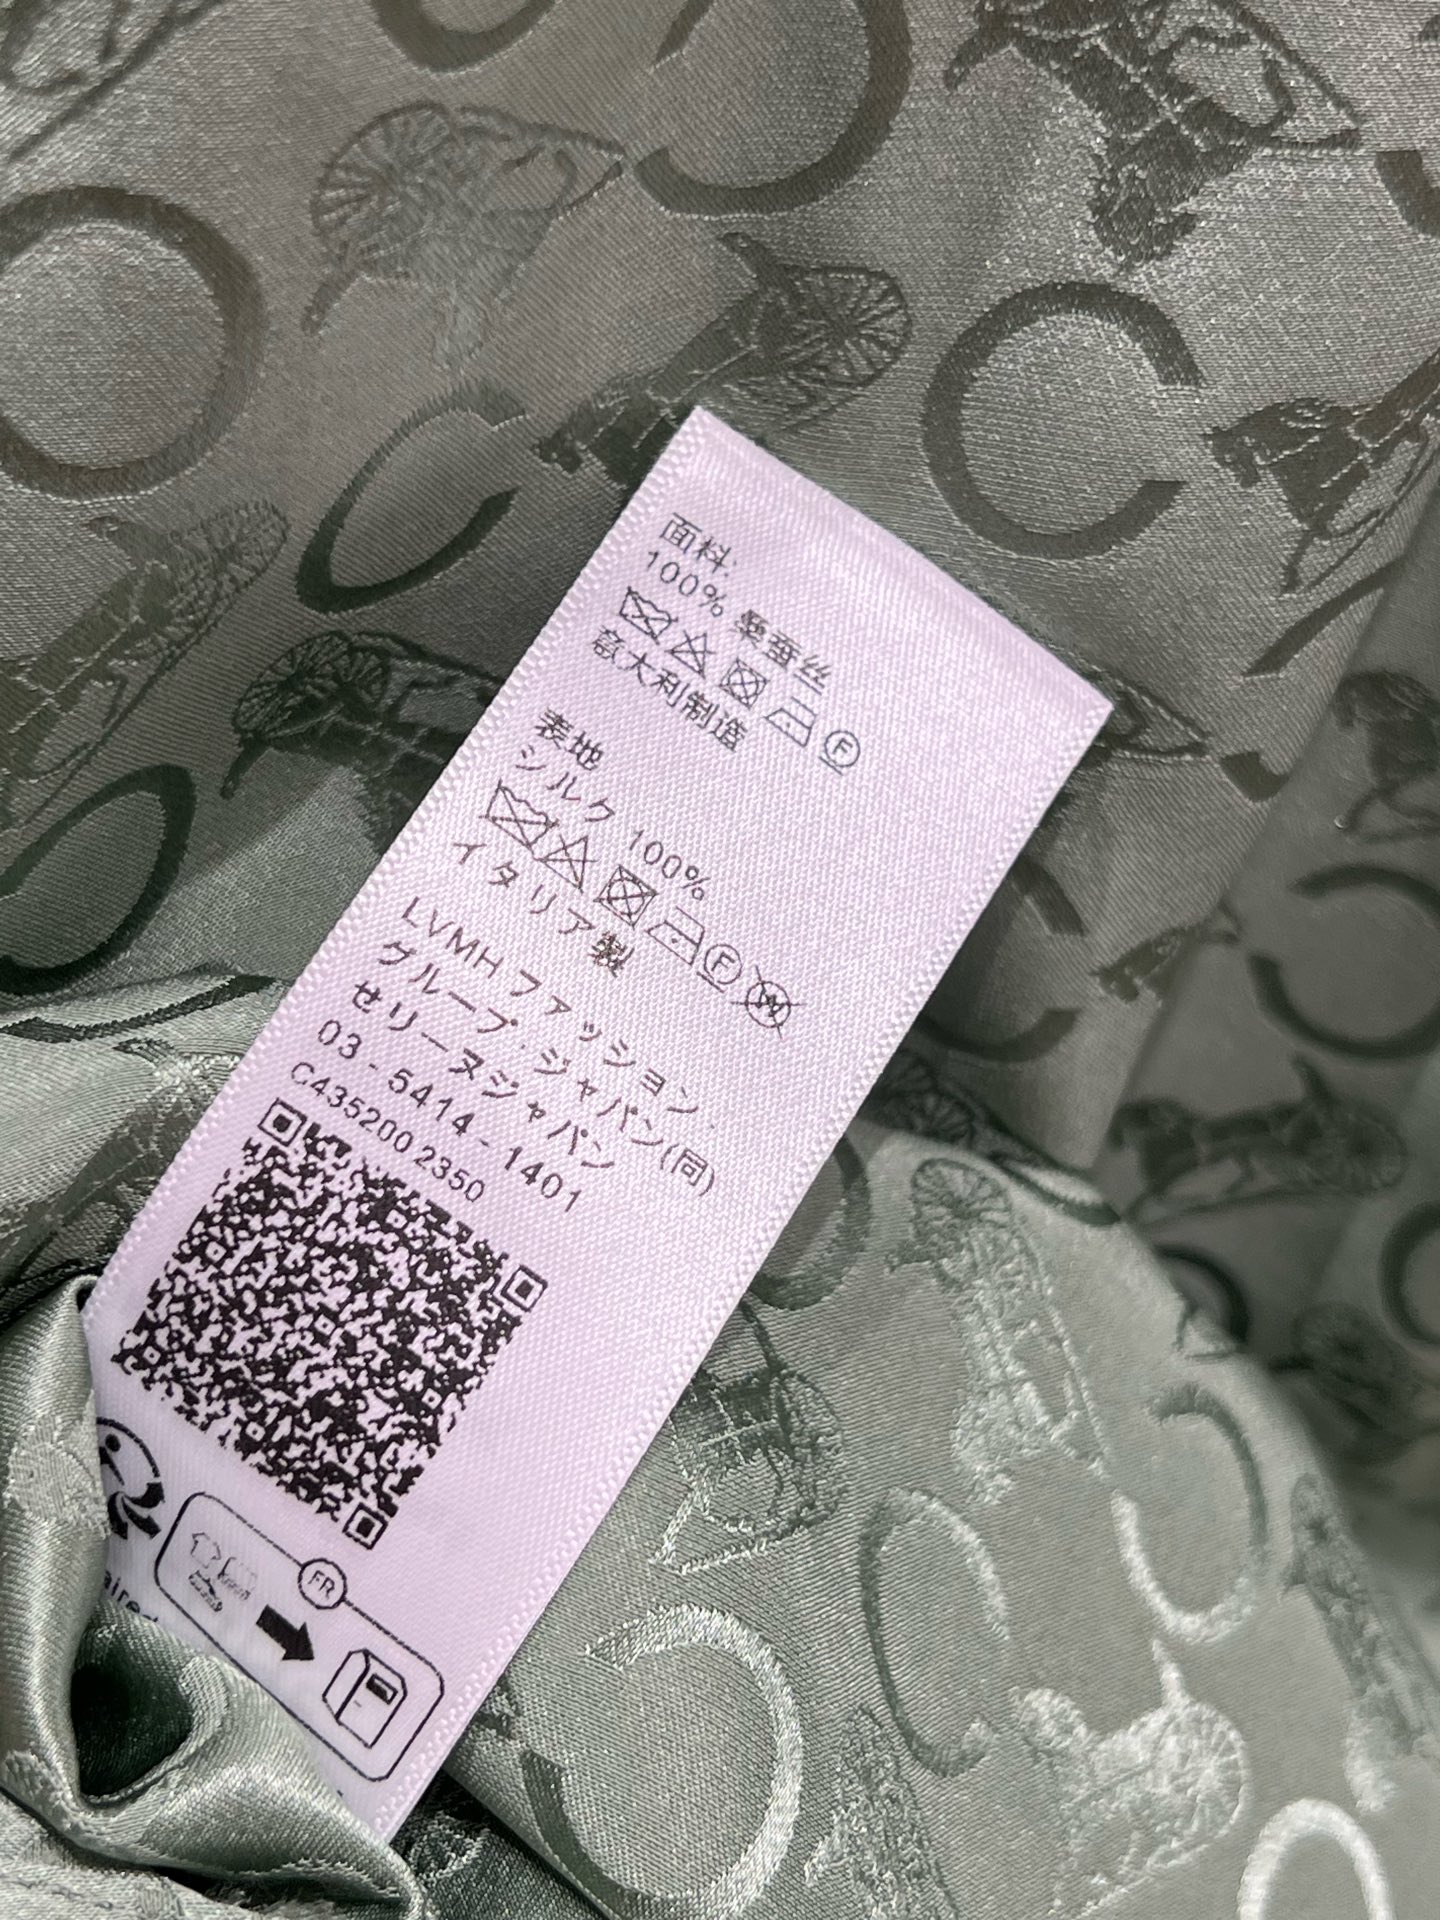 面料:
100% 桑蚕丝
F
意大利制造
表地
シルク 100%
F W
イタリア製
LVMH ファッション.
グループ.ジャパン(同)
せリーヌジャパン
03 - 5414 - 1401
C435200 2350
FR